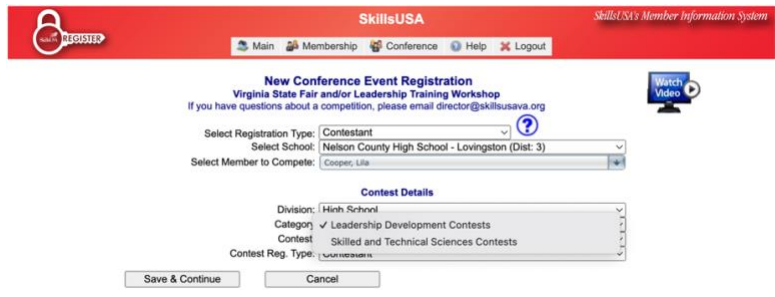 SkillsUSA
SkillsUSA's Member Information System
REGISTER
Main Membership Conference Help Logout
New Conference Event Registration
Virginia State Fair and/or Leadership Training Workshop
If you have questions about a competition, please email director@skillsusava.org
Watch Video
Select Registration Type: Contestant ?
Select School: Nelson County High School - Lovingston (Dist: 3)
Select Member to Compete: Cooper, Lila
Contest Details
Division: High School
Category ✓ Leadership Development Contests
Contest Skilled and Technical Sciences Contests
Contest Reg. Type: Contestant
Save & Continue Cancel